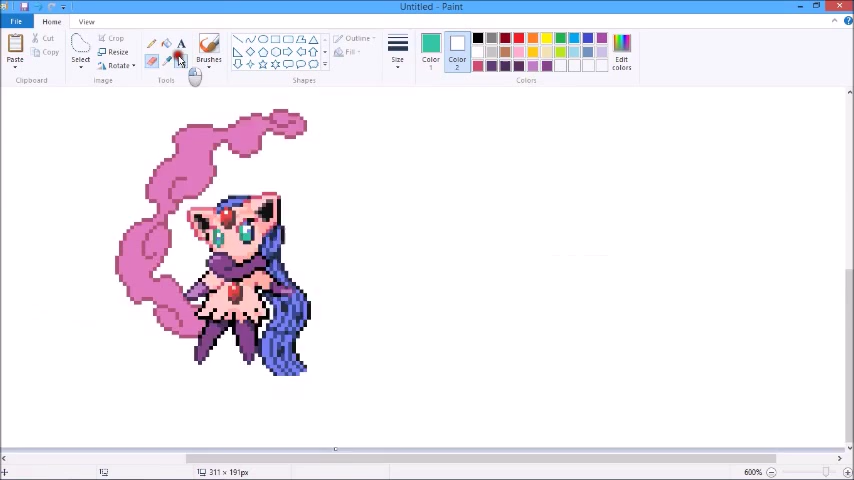 Untitled - Paint
File Home View
Paste
Cut
Copy
Clipboard
Select
Crop
Resize
Rotate
Image
A
Tools
Brushes
Shapes
Outline
Fill
Size
Color 1
Color 2
Edit colors
Colors
311 × 191px
600%